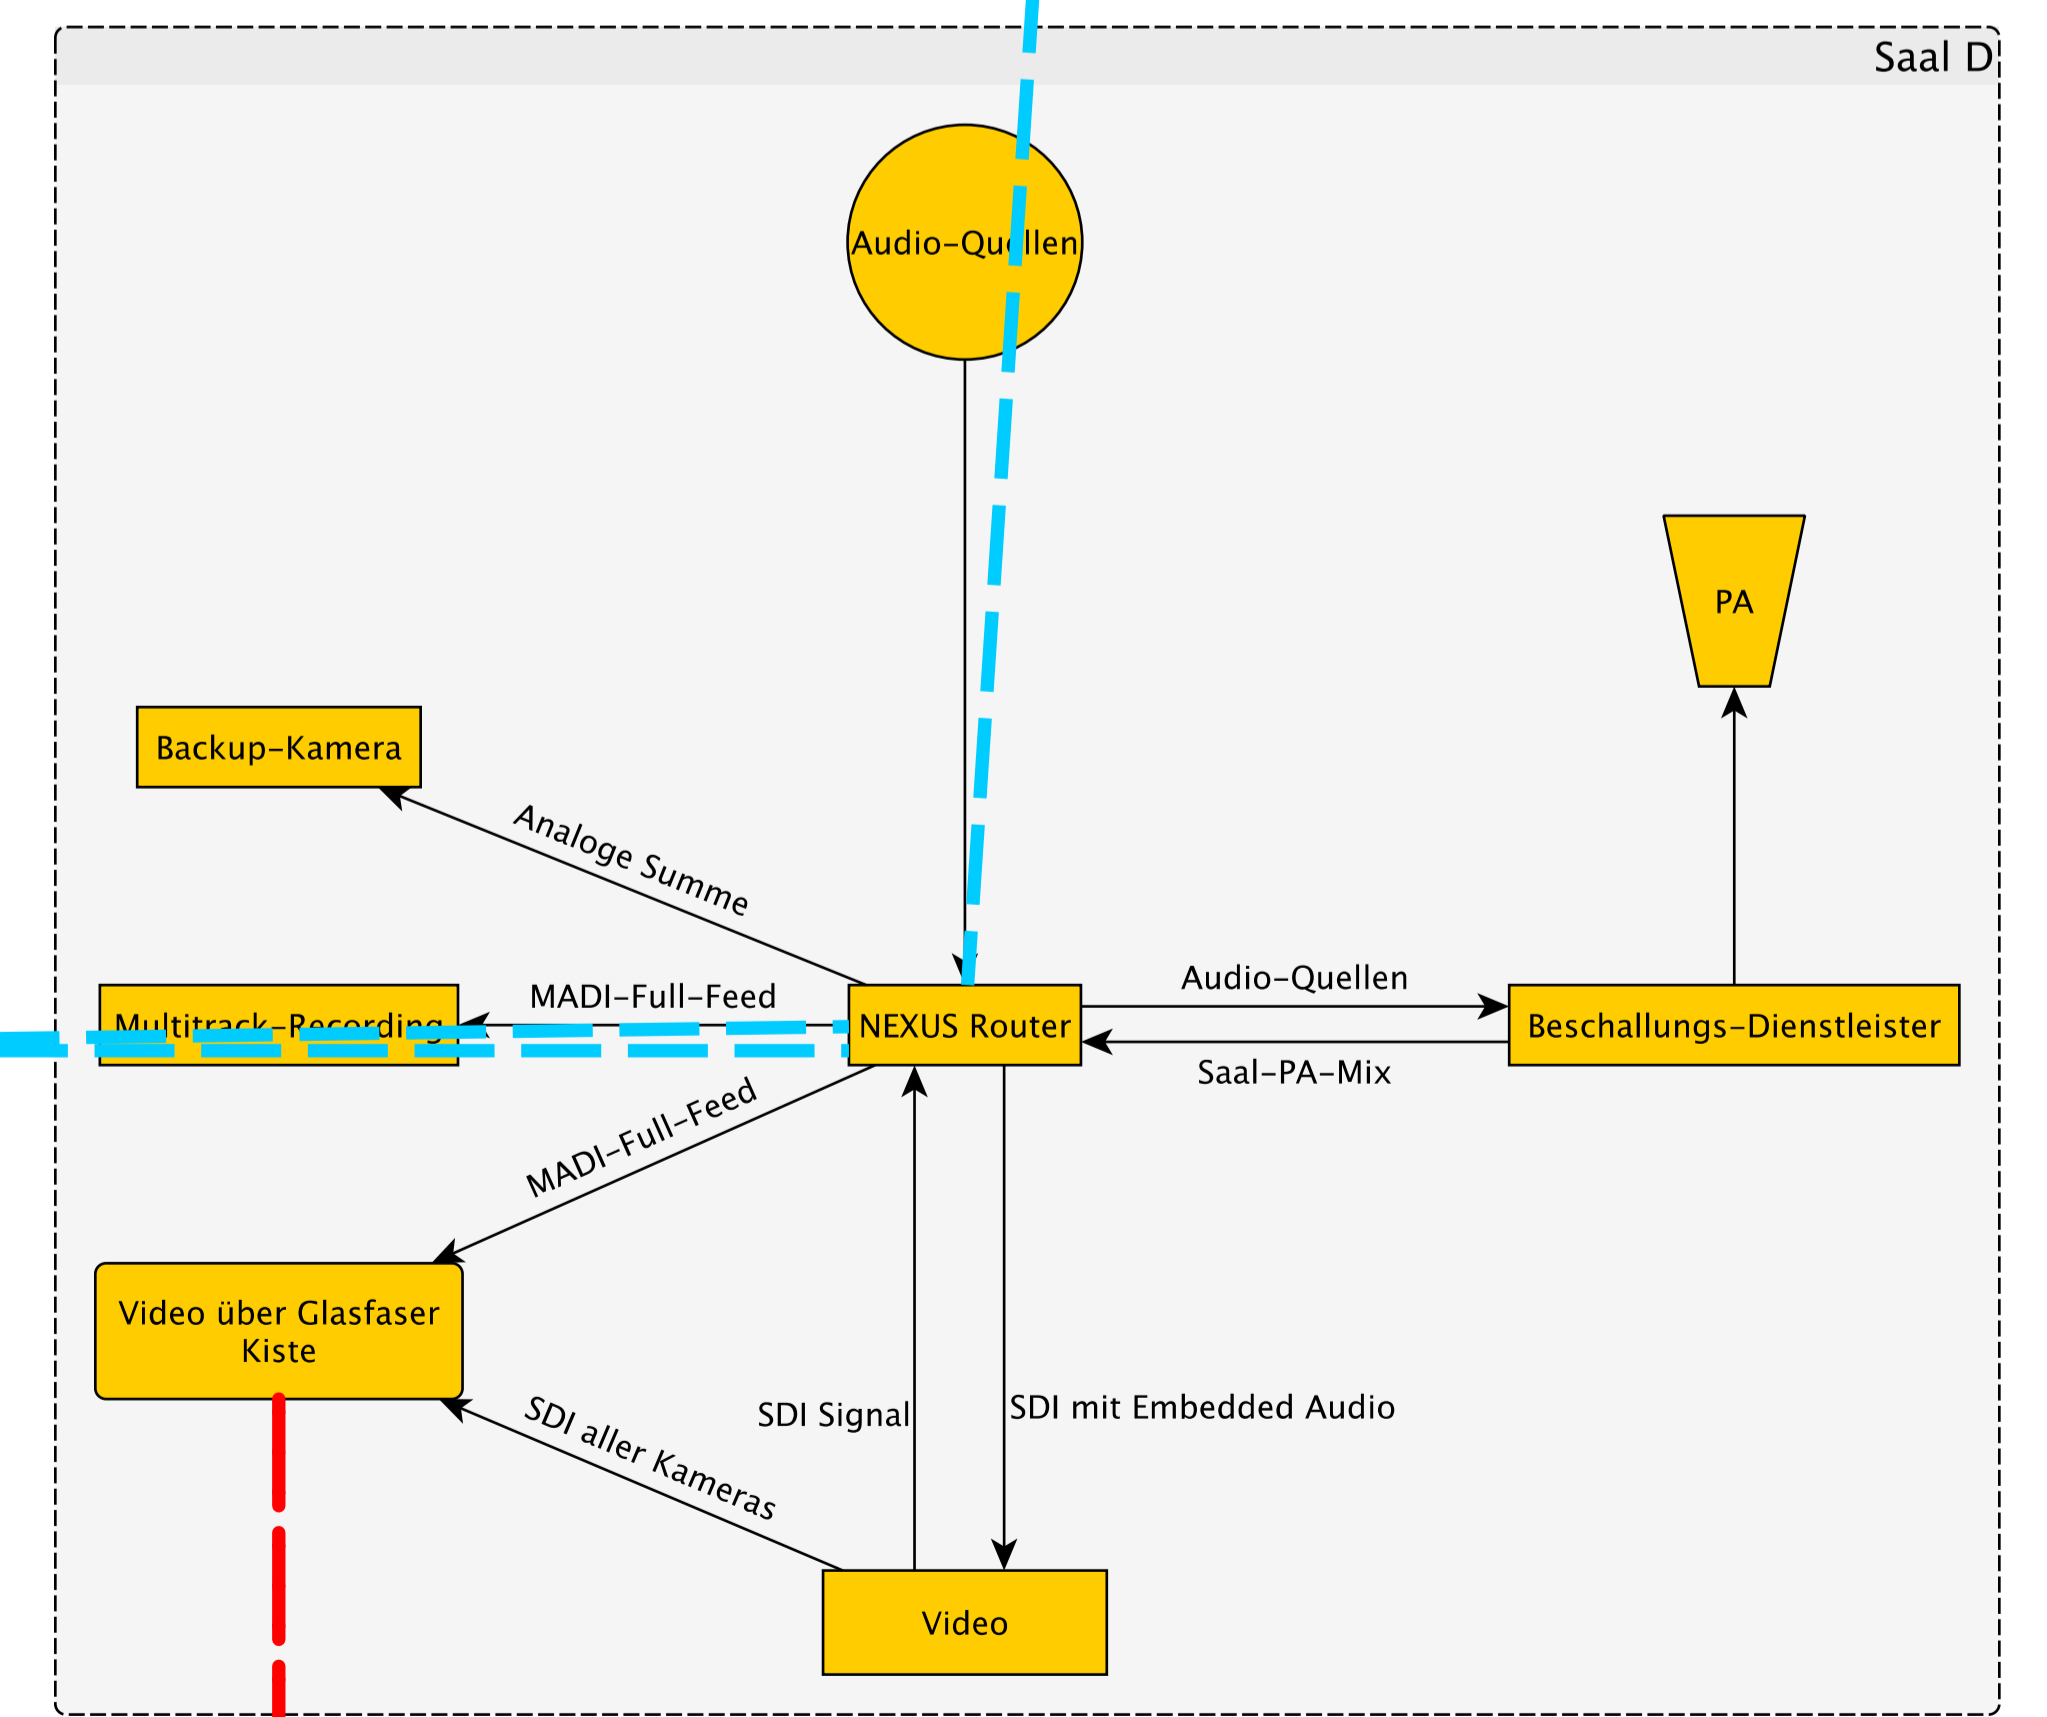 Saal D
Audio-Quellen
PA
Backup-Kamera
Analoge Summe
Multitrack-Recording
MADI-Full-Feed
NEXUS Router
Audio-Quellen
Saal-PA-Mix
Beschallungs-Dienstleister
MADI-Full-Feed
Video über Glasfaser
Kiste
SDI aller Kameras
SDI Signal
SDI mit Embedded Audio
Video